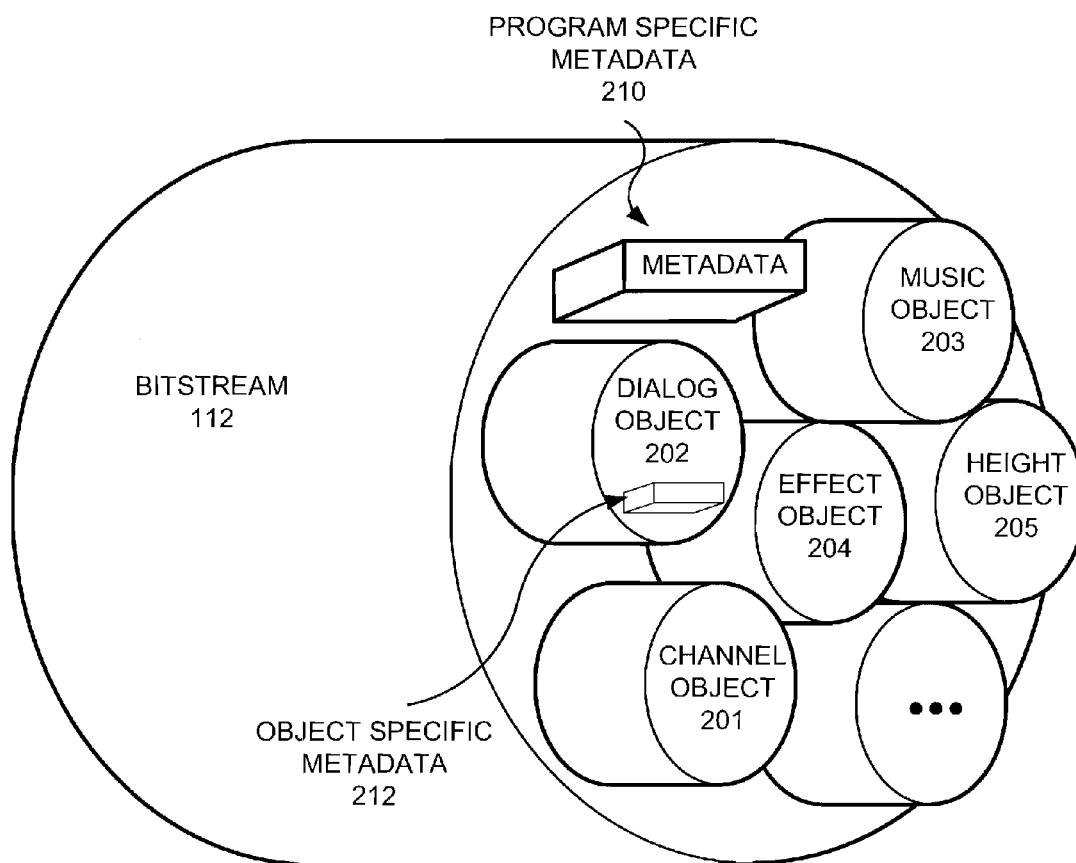 PROGRAM SPECIFIC
METADATA
210
METADATA
MUSIC
OBJECT
203
BITSTREAM
112
DIALOG
OBJECT
202
EFFECT
OBJECT
204
HEIGHT
OBJECT
205
CHANNEL
OBJECT
201
OBJECT SPECIFIC
METADATA
212